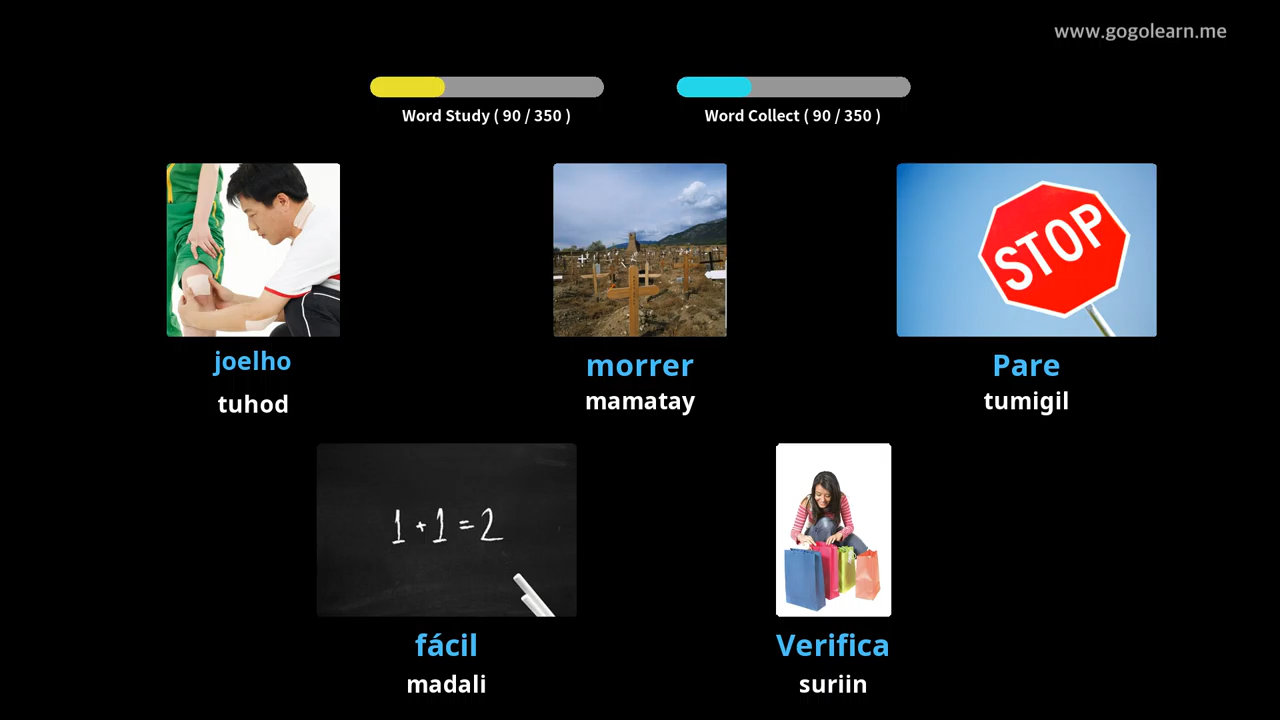 www.gogolearn.me
Word Study ( 90 / 350 )
Word Collect ( 90 / 350 )
STOP
joelho
tuhod
morrer
mamatay
Pare
tumigil
1 + 1 = 2
fácil
madali
Verifica
suriin